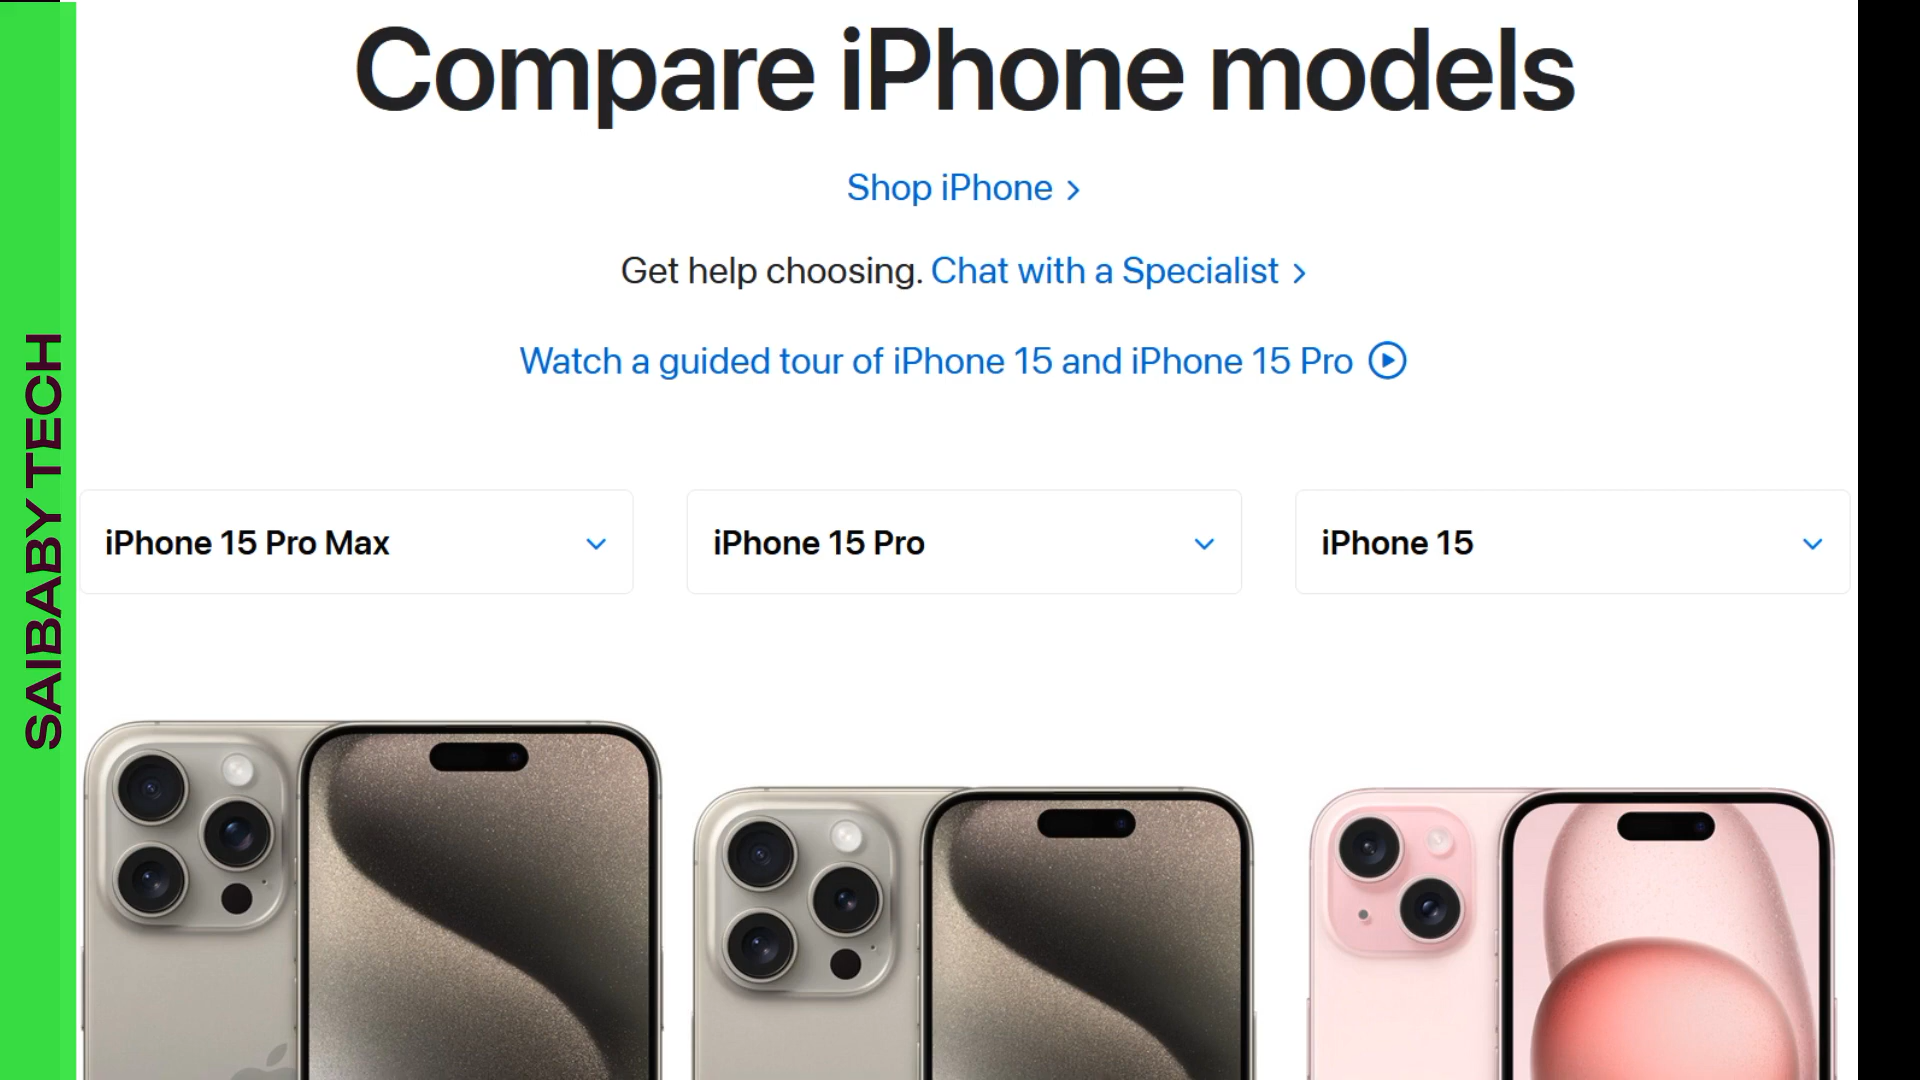 Compare iPhone models
Shop iPhone >
Get help choosing. Chat with a Specialist >
Watch a guided tour of iPhone 15 and iPhone 15 Pro
iPhone 15 Pro Max
iPhone 15 Pro
iPhone 15
SAIBABY TECH